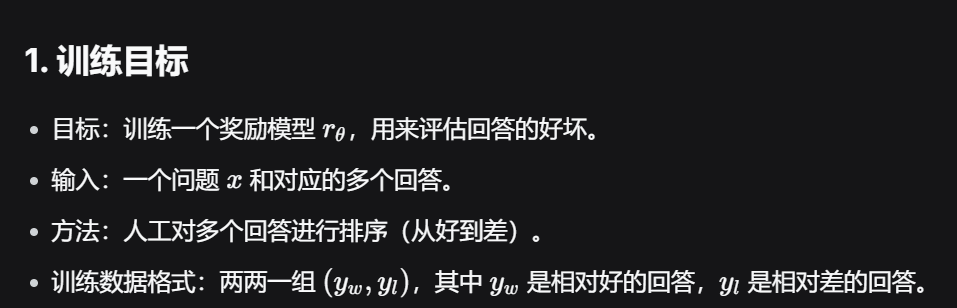 1. 训练目标
• 目标：训练一个奖励模型 $r_\theta$，用来评估回答的好坏。
• 输入：一个问题 $x$ 和对应的多个回答。
• 方法：人工对多个回答进行排序（从好到差）。
• 训练数据格式：两两一组 $(y_w, y_l)$，其中 $y_w$ 是相对好的回答，$y_l$ 是相对差的回答。